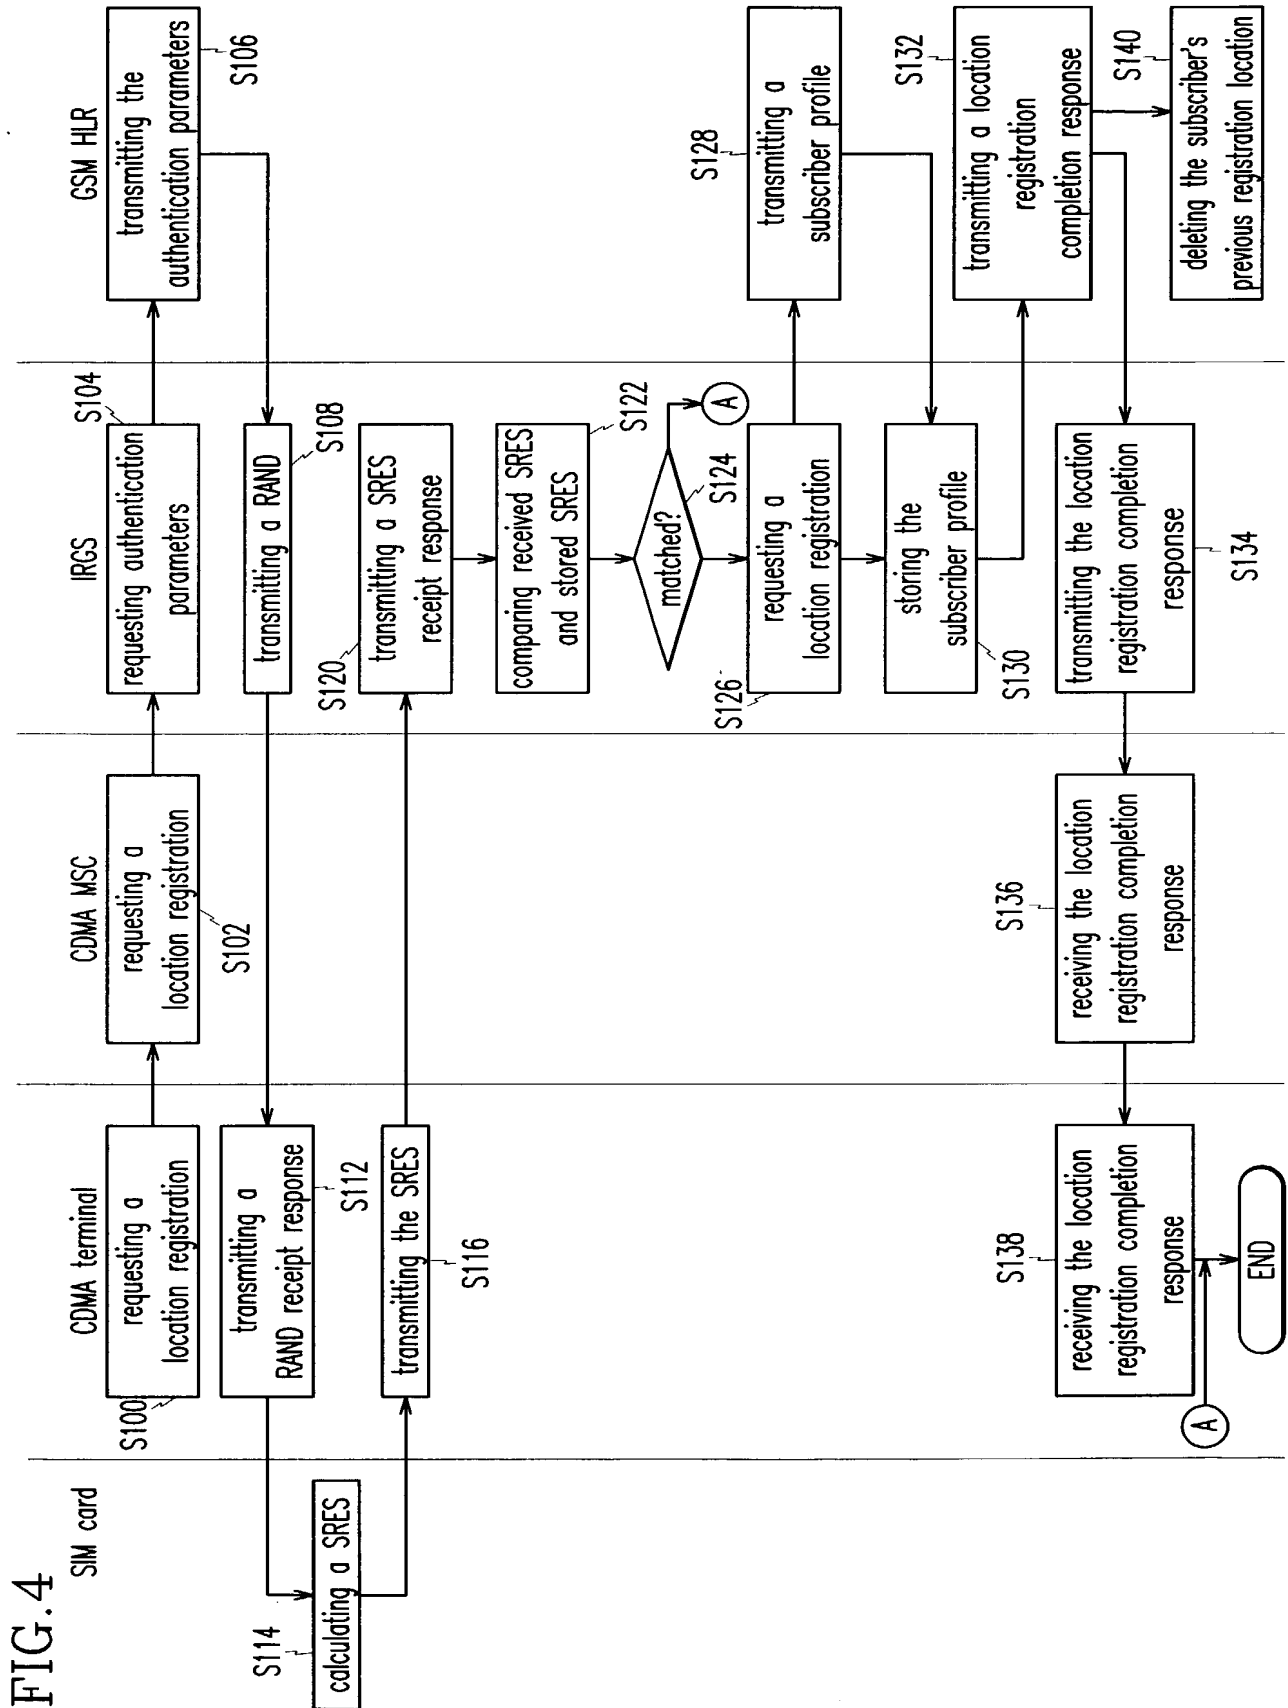 FIG.4
SIM card
CDMA terminal
CDMA MSC
IRGS
GSM HLR
requesting a
location registration
S100
requesting a
location registration
S102
requesting authentication
parameters
S104
transmitting the
authentication parameters
S106
transmitting a RAND
S108
transmitting a
RAND receipt response
S112
calculating a SRES
S114
transmitting the SRES
S116
transmitting a SRES
receipt response
S120
comparing received SRES
and stored SRES
S122
matched?
S124
A
requesting a
location registration
S126
transmitting a
subscriber profile
S128
storing the
subscriber profile
S130
transmitting a location
registration
completion response
S132
transmitting the location
registration completion
response
S134
receiving the location
registration completion
response
S136
receiving the location
registration completion
response
S138
deleting the subscriber's
previous registration location
S140
A
END